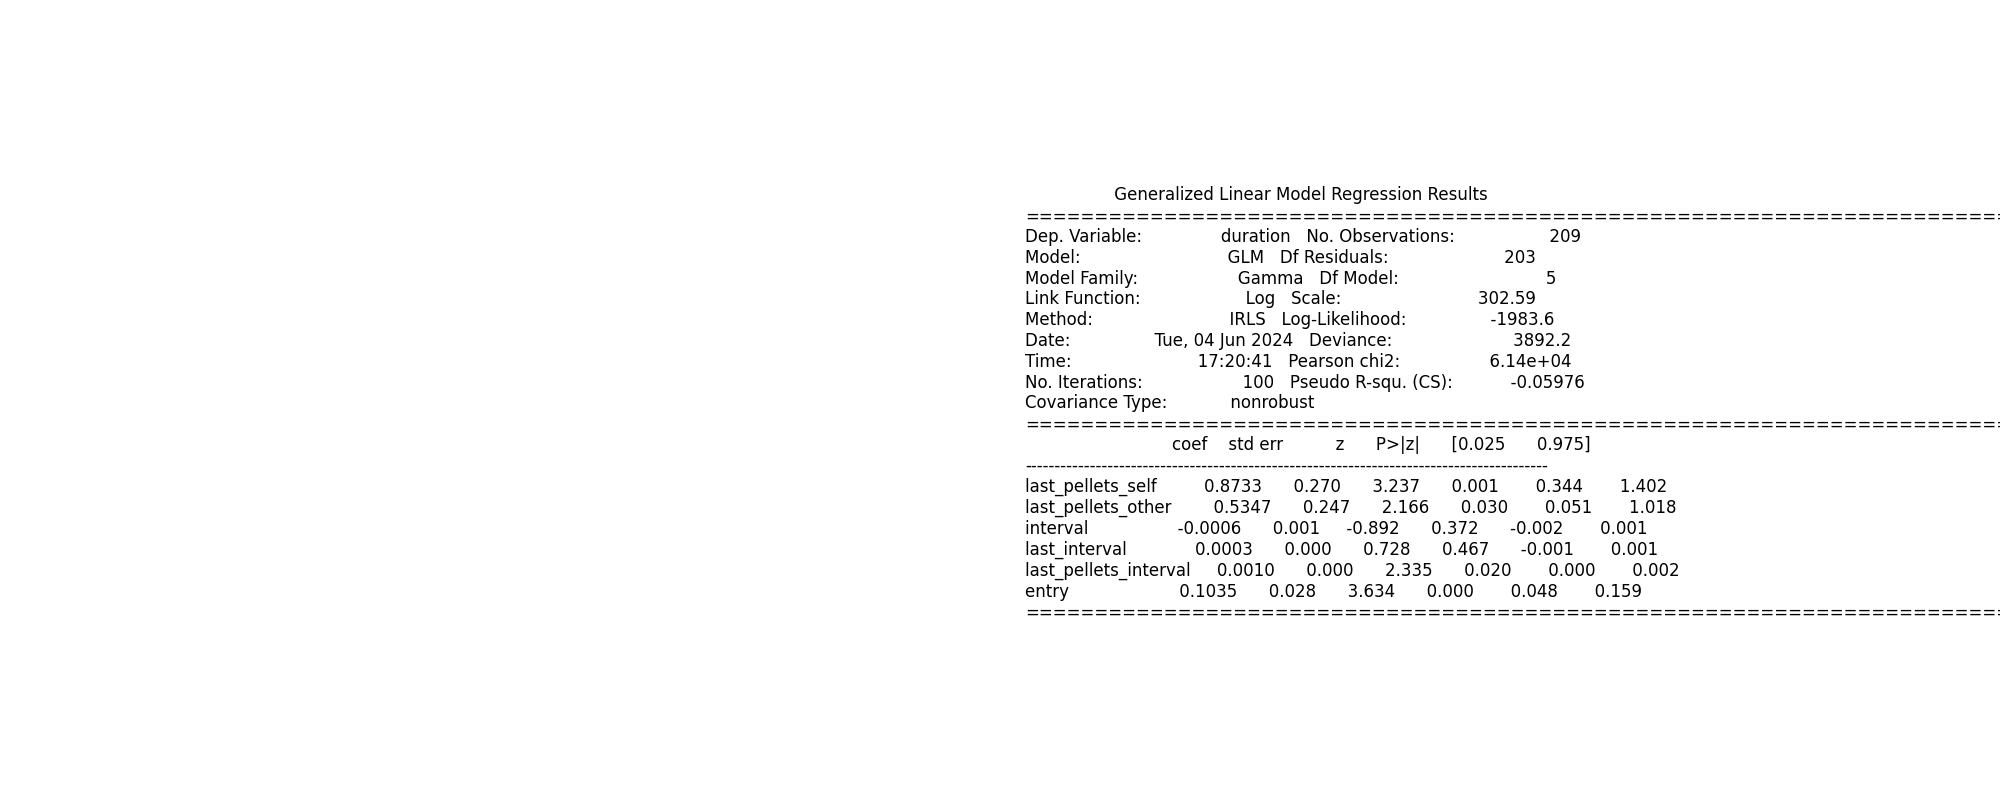 Generalized Linear Model Regression Results
================================================================================
Dep. Variable: duration No. Observations: 209
Model: GLM Df Residuals: 203
Model Family: Gamma Df Model: 5
Link Function: Log Scale: 302.59
Method: IRLS Log-Likelihood: -1983.6
Date: Tue, 04 Jun 2024 Deviance: 3892.2
Time: 17:20:41 Pearson chi2: 6.14e+04
No. Iterations: 100 Pseudo R-squ. (CS): -0.05976
Covariance Type: nonrobust
================================================================================
coef std err z P>|z| [0.025 0.975]
--------------------------------------------------------------------------------
last_pellets_self 0.8733 0.270 3.237 0.001 0.344 1.402
last_pellets_other 0.5347 0.247 2.166 0.030 0.051 1.018
interval -0.0006 0.001 -0.892 0.372 -0.002 0.001
last_interval 0.0003 0.000 0.728 0.467 -0.001 0.001
last_pellets_interval 0.0010 0.000 2.335 0.020 0.000 0.002
entry 0.1035 0.028 3.634 0.000 0.048 0.159
================================================================================